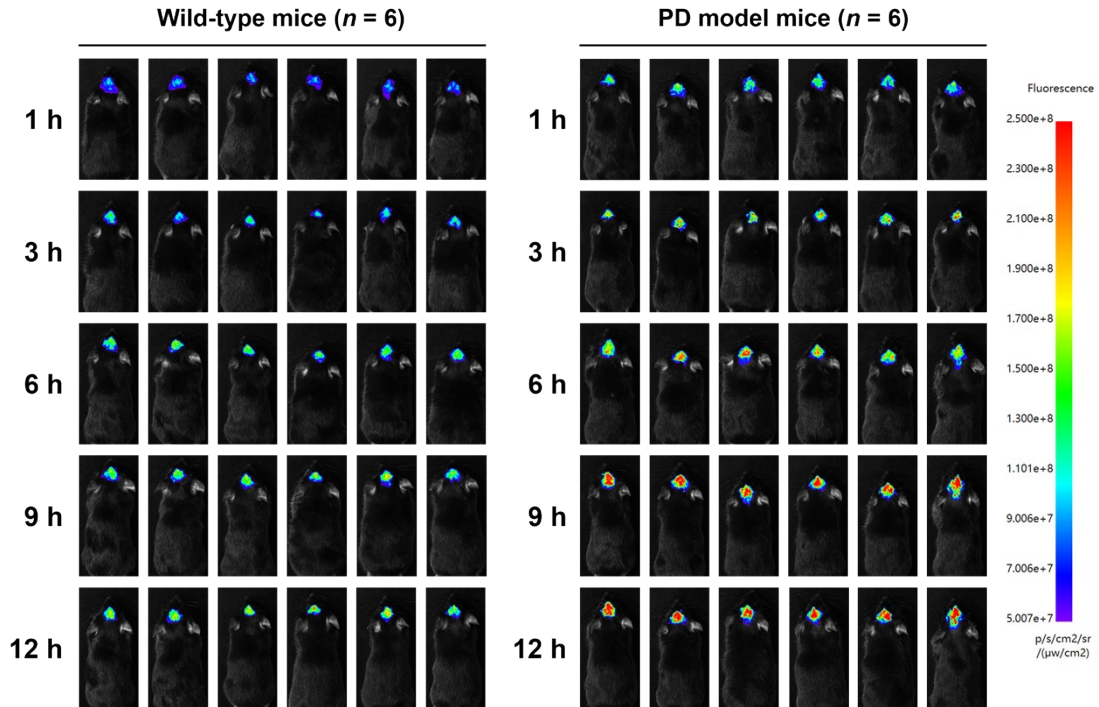 Wild-type mice (n = 6)
PD model mice (n = 6)
1 h
3 h
6 h
9 h
12 h
1 h
3 h
6 h
9 h
12 h
Fluorescence
2.500e+8
2.300e+8
2.100e+8
1.900e+8
1.700e+8
1.500e+8
1.300e+8
1.101e+8
9.006e+7
7.006e+7
5.007e+7
p/s/cm2/sr
/(μw/cm2)